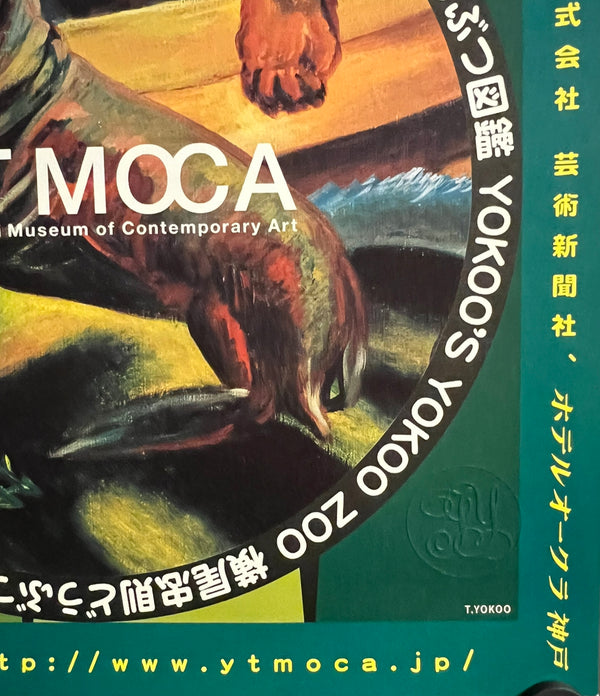 T MOCA
Museum of Contemporary Art
ぶつ図鑑 YOKOO'S YOKOO ZOO 横尾忠則どうぶつ
式会社 芸術新聞社、ホテルオークラ神戸
T.YOKOO
tp://www.ytmoca.jp/